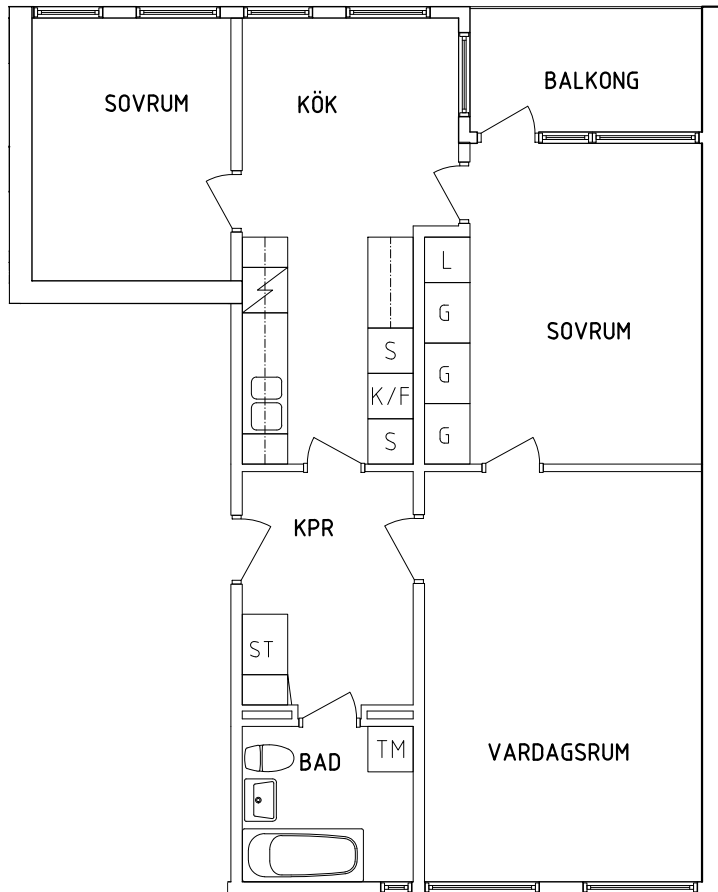 BALKONG
SOVRUM
KÖK
L
G
SOVRUM
S
G
K/F
S
G
KPR
ST
TM
VARDAGSRUM
BAD